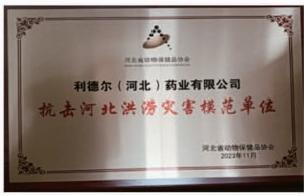 河北省动物保健品协会
利德尔（河北）药业有限公司
抗击河北洪涝灾害模范单位
河北省动物保健品协会
2023年11月